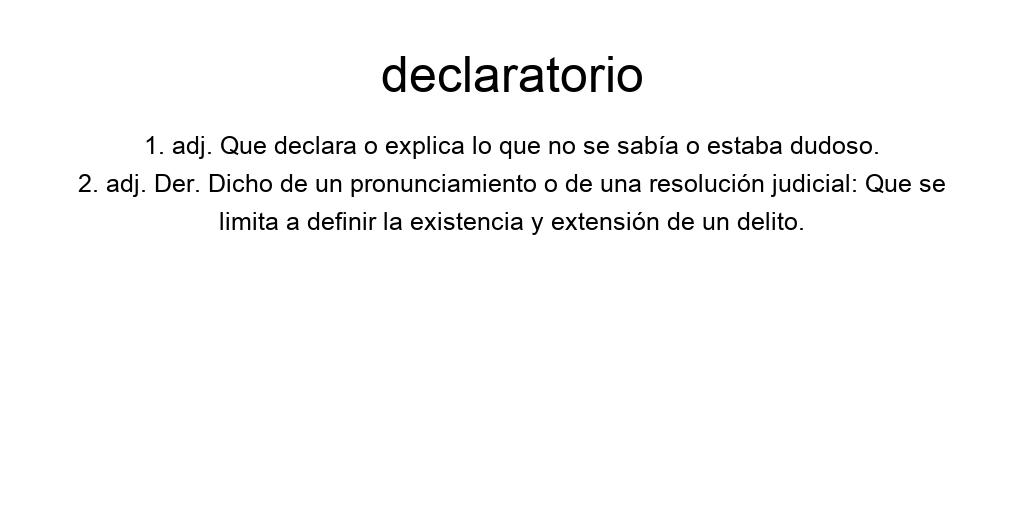 declaratorio
1. adj. Que declara o explica lo que no se sabía o estaba dudoso.
2. adj. Der. Dicho de un pronunciamiento o de una resolución judicial: Que se
limita a definir la existencia y extensión de un delito.